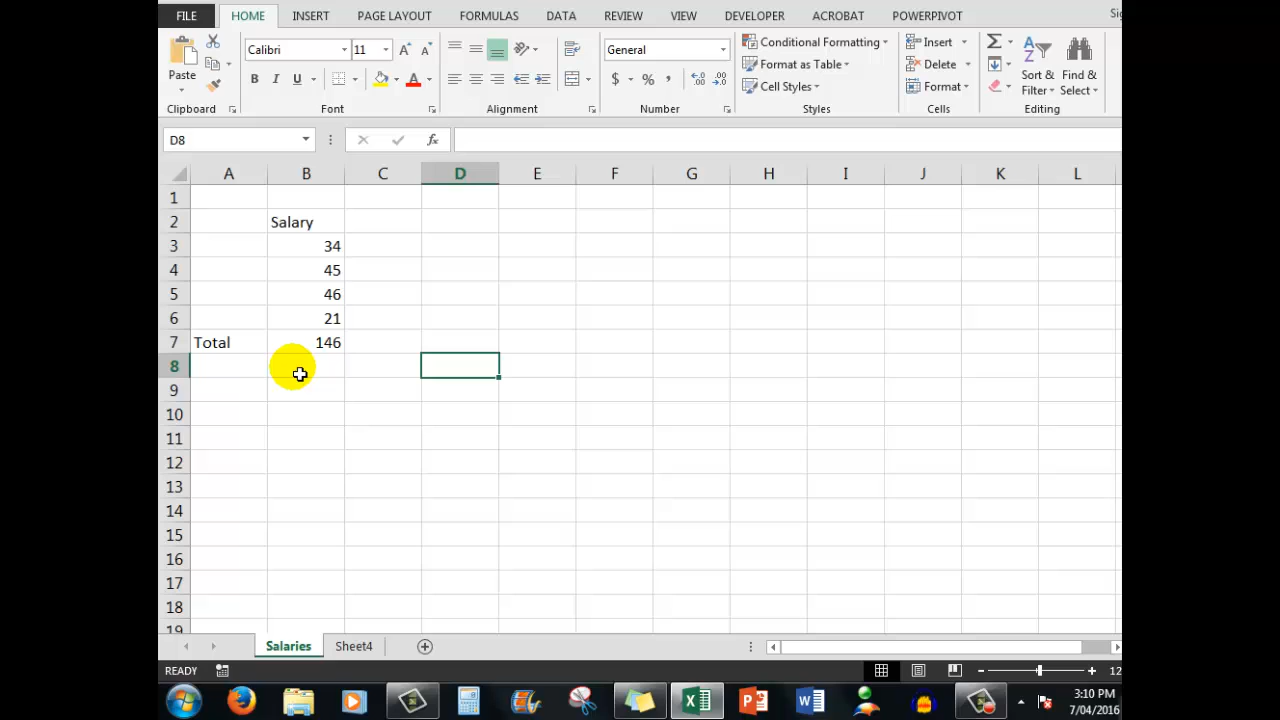 FILE HOME INSERT PAGE LAYOUT FORMULAS DATA REVIEW VIEW DEVELOPER ACROBAT POWERPIVOT
Paste
Clipboard
Calibri 11
B I U
Font
Alignment
General
$ % ,
Number
Conditional Formatting
Format as Table
Cell Styles
Styles
Insert
Delete
Format
Cells
Sort & Filter
Find & Select
Editing
D8 fx
A B C D E F G H I J K L
1
2 Salary
3 34
4 45
5 46
6 21
7 Total 146
8
9
10
11
12
13
14
15
16
17
18
19
Salaries Sheet4
READY
3:10 PM
7/04/2016